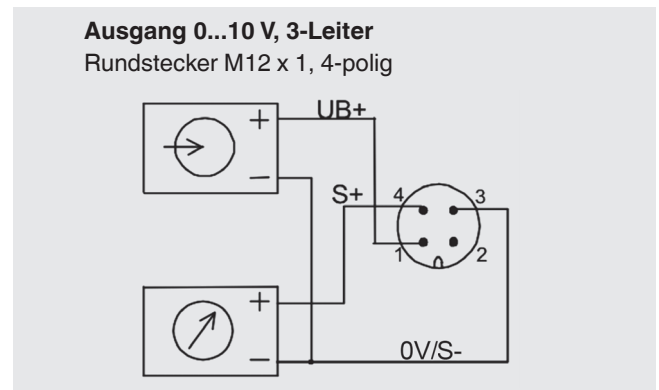 Ausgang 0...10 V, 3-Leiter
Rundstecker M12 x 1, 4-polig
UB+
+
−
S+
4
3
1
2
+
−
0V/S-